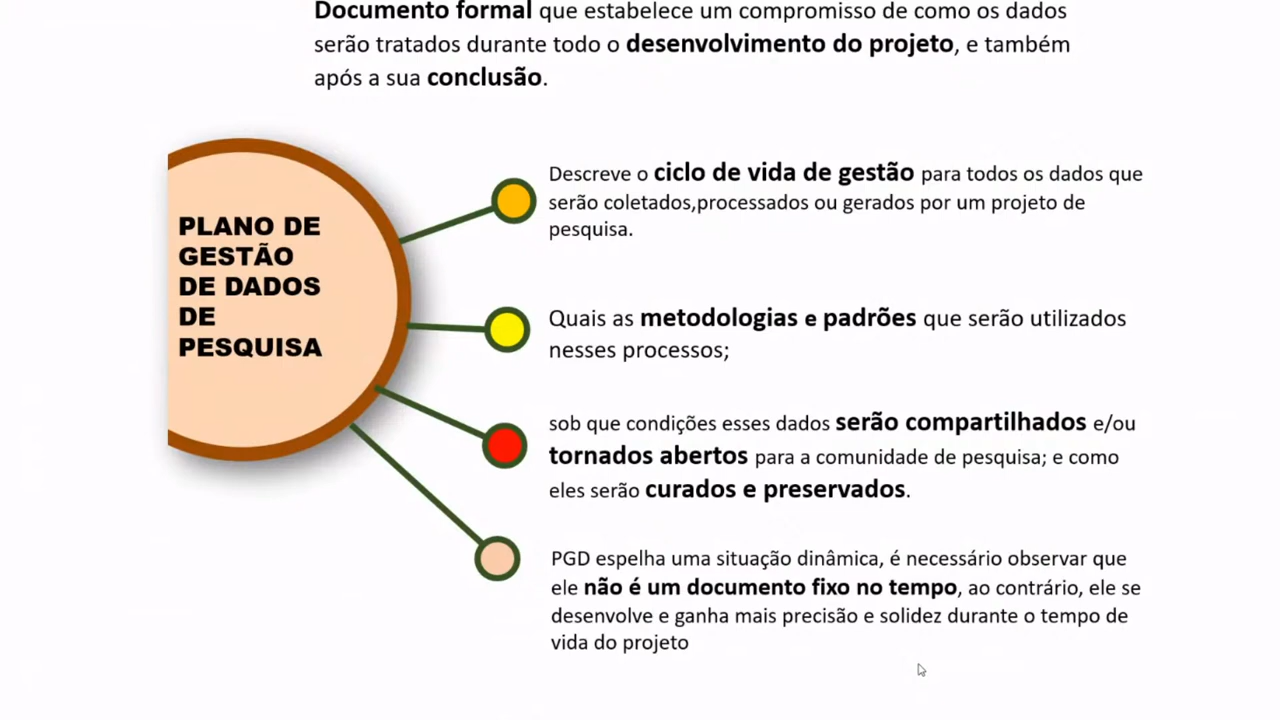 Documento formal que estabelece um compromisso de como os dados
serão tratados durante todo o desenvolvimento do projeto, e também
após a sua conclusão.
PLANO DE
GESTÃO
DE DADOS
DE
PESQUISA
Descreve o ciclo de vida de gestão para todos os dados que
serão coletados,processados ou gerados por um projeto de
pesquisa.
Quais as metodologias e padrões que serão utilizados
nesses processos;
sob que condições esses dados serão compartilhados e/ou
tornados abertos para a comunidade de pesquisa; e como
eles serão curados e preservados.
PGD espelha uma situação dinâmica, é necessário observar que
ele não é um documento fixo no tempo, ao contrário, ele se
desenvolve e ganha mais precisão e solidez durante o tempo de
vida do projeto